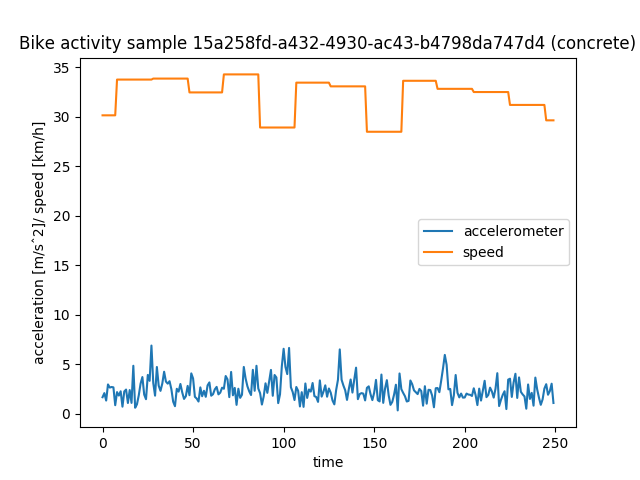 Bike activity sample 15a258fd-a432-4930-ac43-b4798da747d4 (concrete)
35
30
25
20
15
10
5
0
acceleration [m/s^2]/ speed [km/h]
accelerometer
speed
0 50 100 150 200 250
time